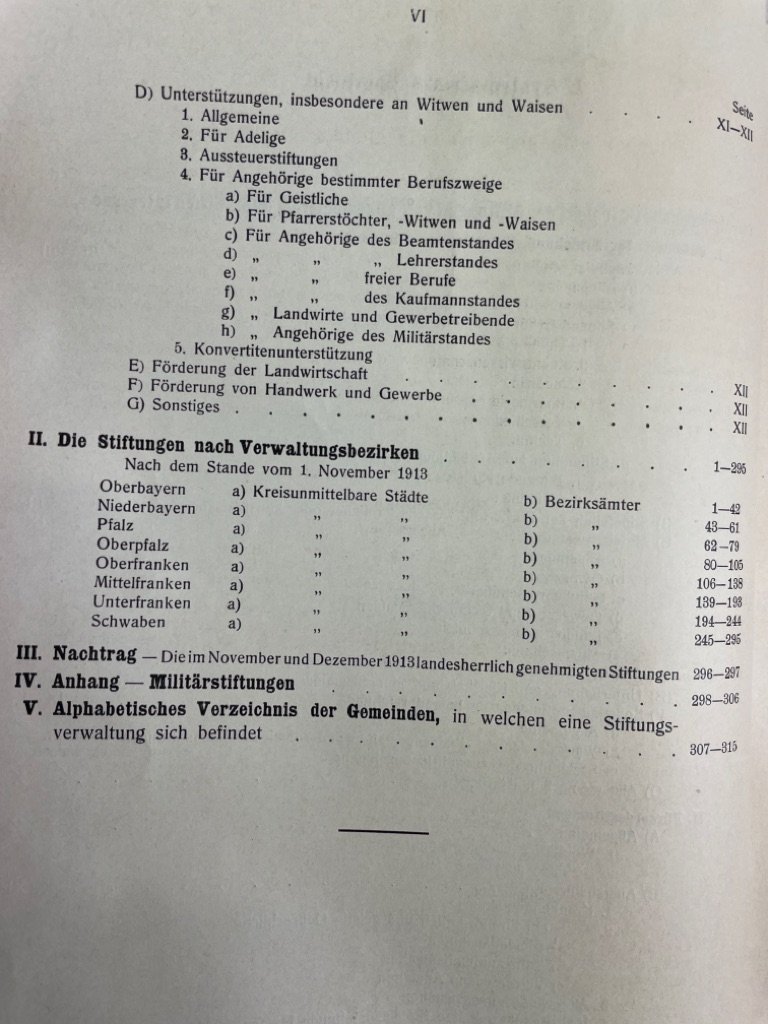 VI
Seite
D) Unterstützungen, insbesondere an Witwen und Waisen . . . . XI—XII
1. Allgemeine
2. Für Adelige
3. Aussteuerstiftungen
4. Für Angehörige bestimmter Berufszweige
a) Für Geistliche
b) Für Pfarrerstöchter, -Witwen und -Waisen
c) Für Angehörige des Beamtenstandes
d) „ „ „ Lehrerstandes
e) „ „ freier Berufe
f) „ „ des Kaufmannstandes
g) „ Landwirte und Gewerbetreibende
h) „ Angehörige des Militärstandes
5. Konvertitenunterstützung
E) Förderung der Landwirtschaft . . . . . . . . . XII
F) Förderung von Handwerk und Gewerbe . . . . . . . . XII
G) Sonstiges . . . . . . . . . . . . . . XII
II. Die Stiftungen nach Verwaltungsbezirken . . . . . . . . 1—295
Nach dem Stande vom 1. November 1913
Oberbayern a) Kreisunmittelbare Städte b) Bezirksämter 1—42
Niederbayern a) „ „ b) „ 43—61
Pfalz a) „ „ b) „ 62—79
Oberpfalz a) „ „ b) „ 80—105
Oberfranken a) „ „ b) „ 106—138
Mittelfranken a) „ „ b) „ 139—193
Unterfranken a) „ „ b) „ 194—244
Schwaben a) „ „ b) „ 245—295
III. Nachtrag — Die im November und Dezember 1913 landesherrlich genehmigten Stiftungen 296—297
IV. Anhang — Militärstiftungen . . . . . . . . . . . 298—306
V. Alphabetisches Verzeichnis der Gemeinden, in welchen eine Stiftungs-
verwaltung sich befindet . . . . . . . . . . . . 307—315